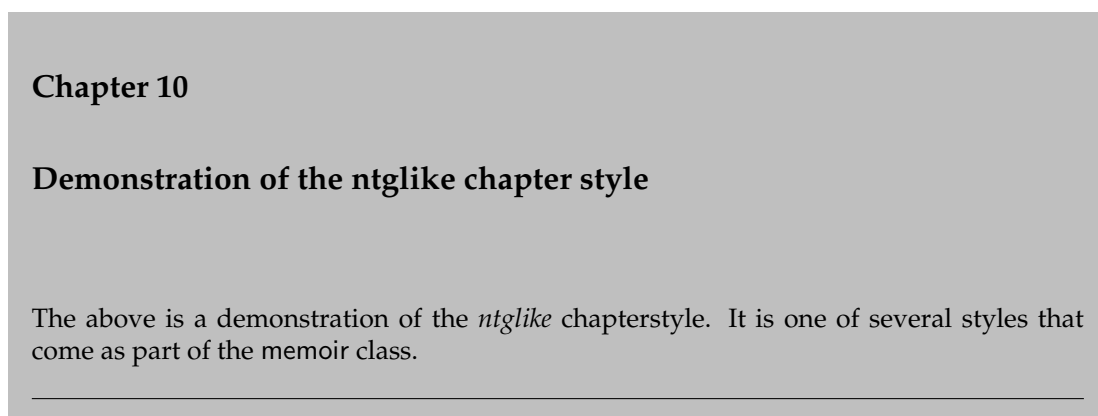 Chapter 10
Demonstration of the ntglike chapter style
The above is a demonstration of the ntglike chapterstyle. It is one of several styles that
come as part of the memoir class.